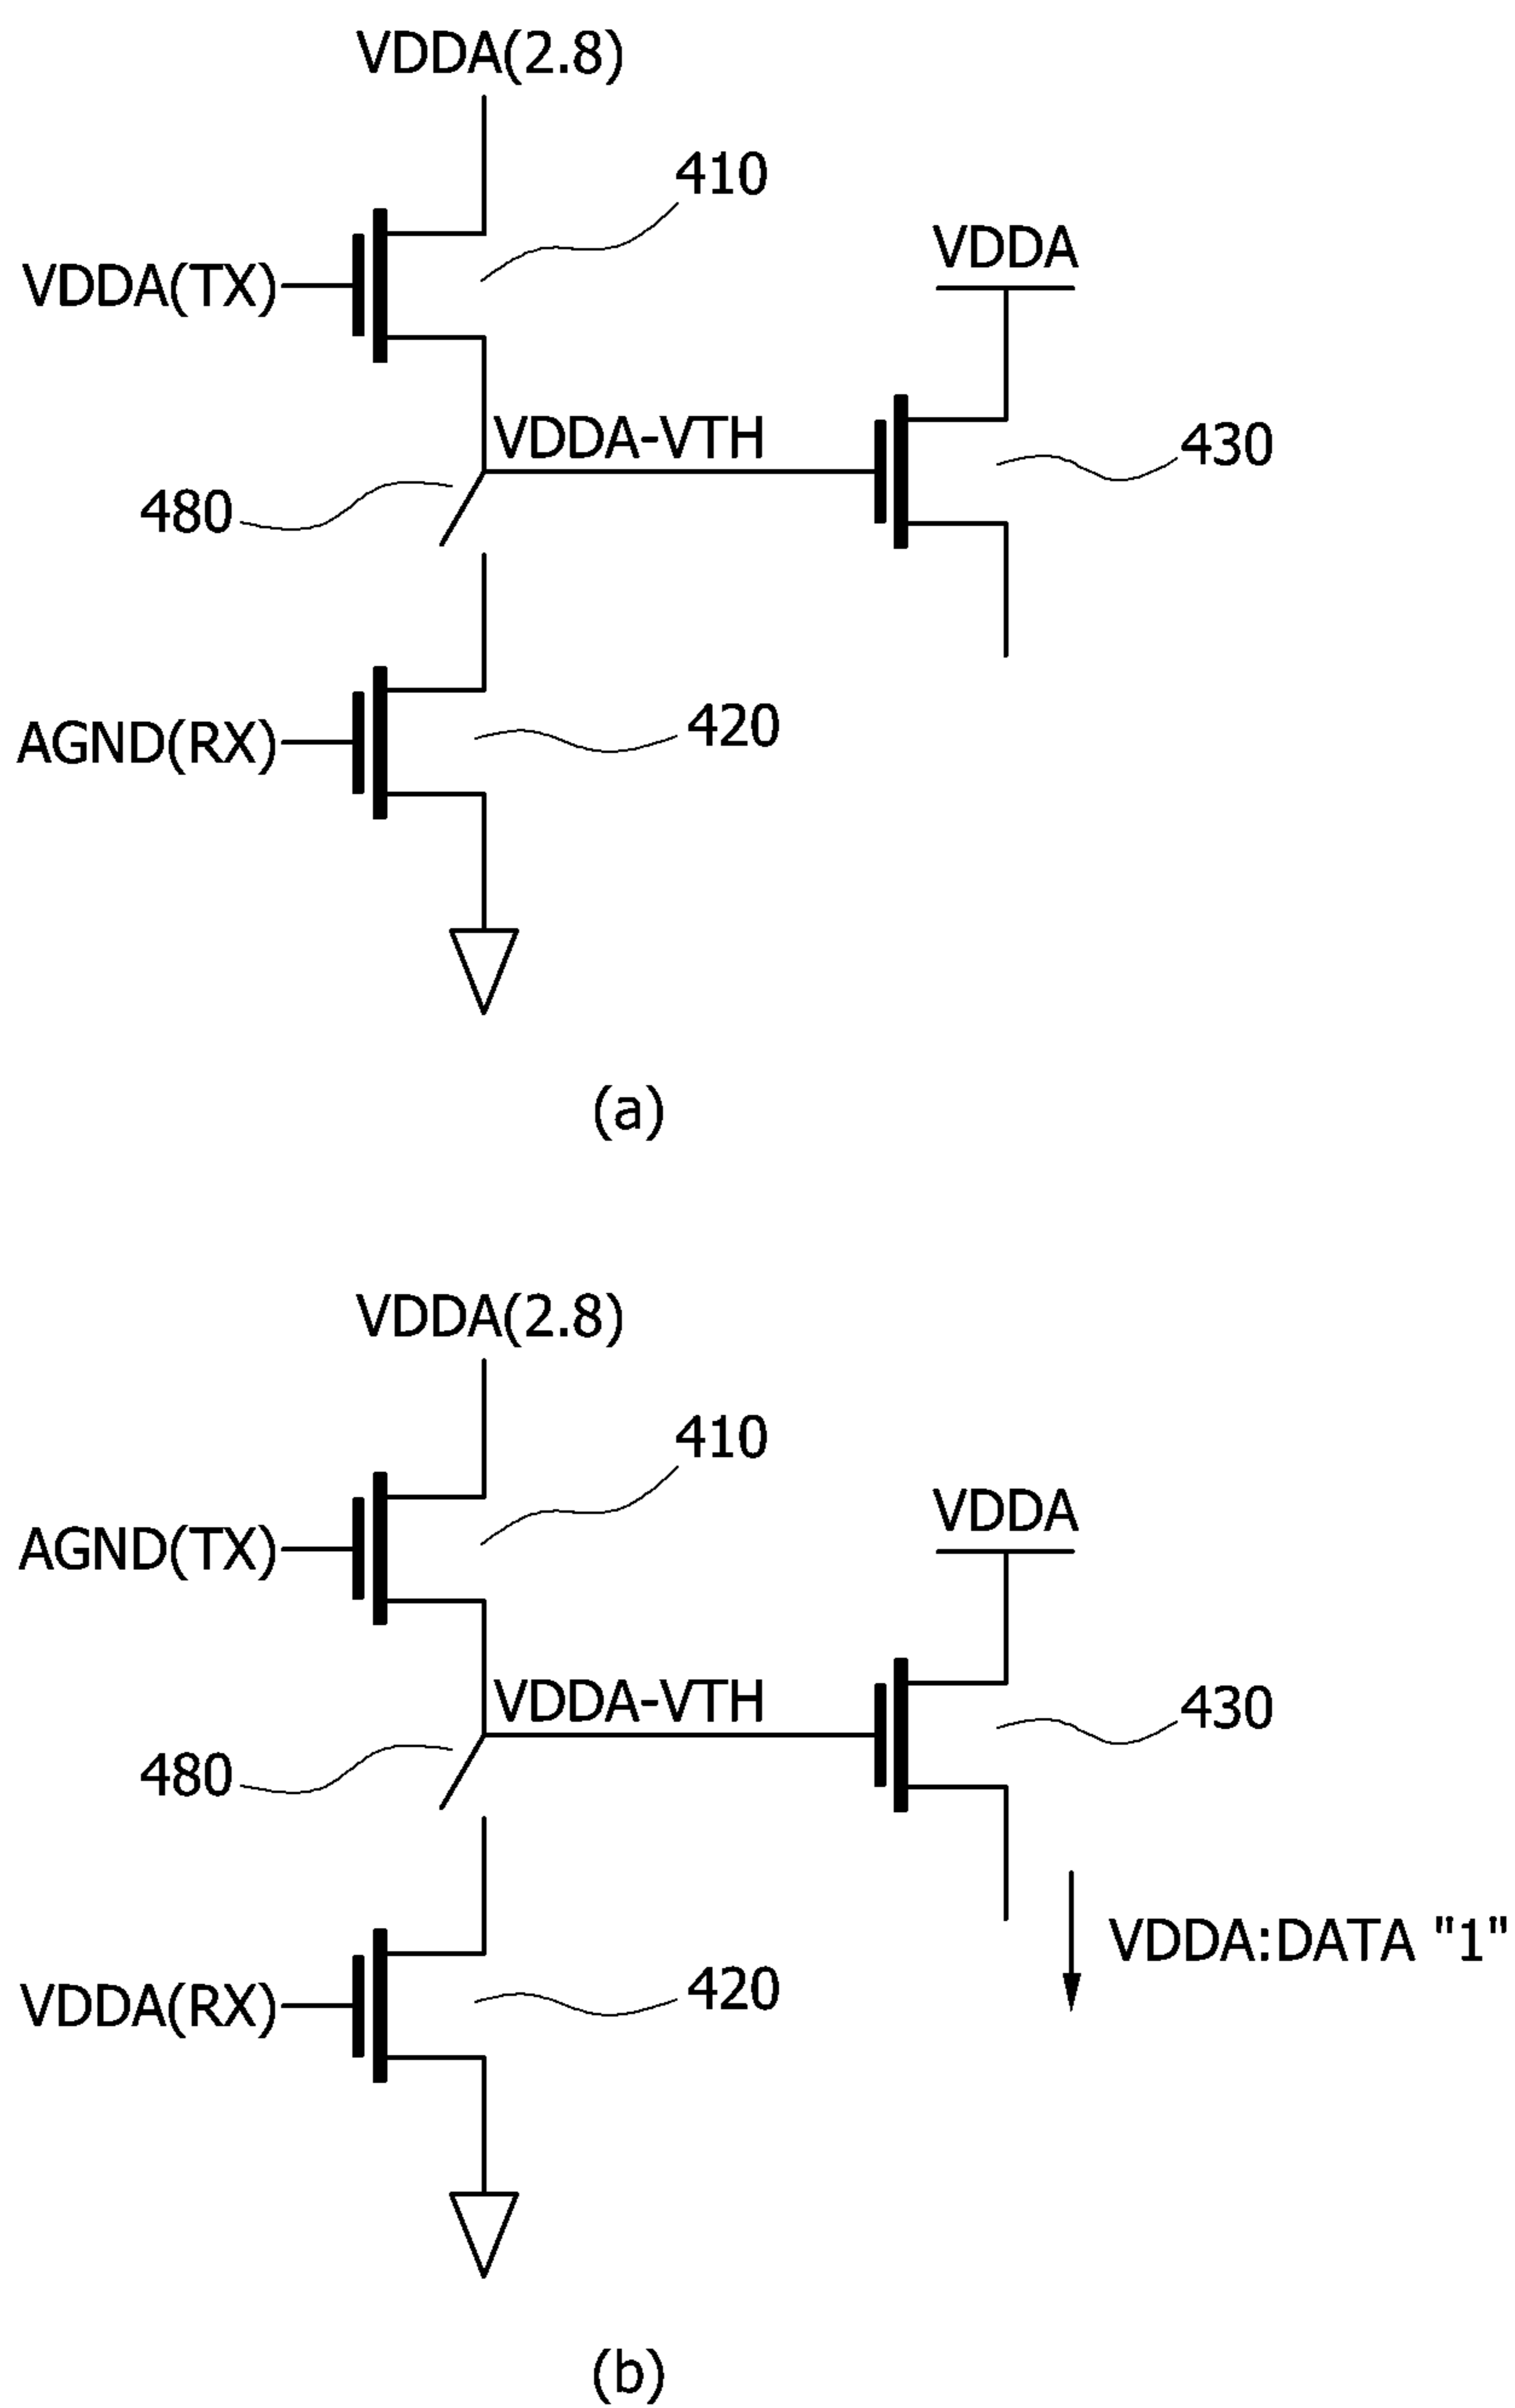 VDDA(2.8)
410
VDDA
VDDA(TX)
VDDA-VTH
430
480
420
AGND(RX)
(a)
VDDA(2.8)
410
VDDA
AGND(TX)
VDDA-VTH
430
480
VDDA:DATA "1"
420
VDDA(RX)
(b)